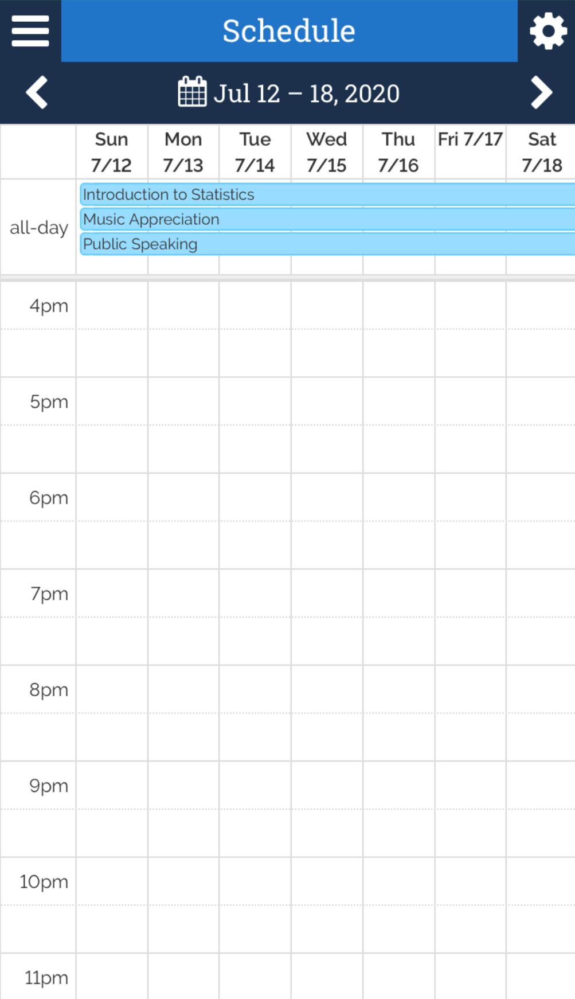 Schedule
Jul 12 – 18, 2020
Sun 7/12 Mon 7/13 Tue 7/14 Wed 7/15 Thu 7/16 Fri 7/17 Sat 7/18
all-day
Introduction to Statistics
Music Appreciation
Public Speaking
4pm
5pm
6pm
7pm
8pm
9pm
10pm
11pm